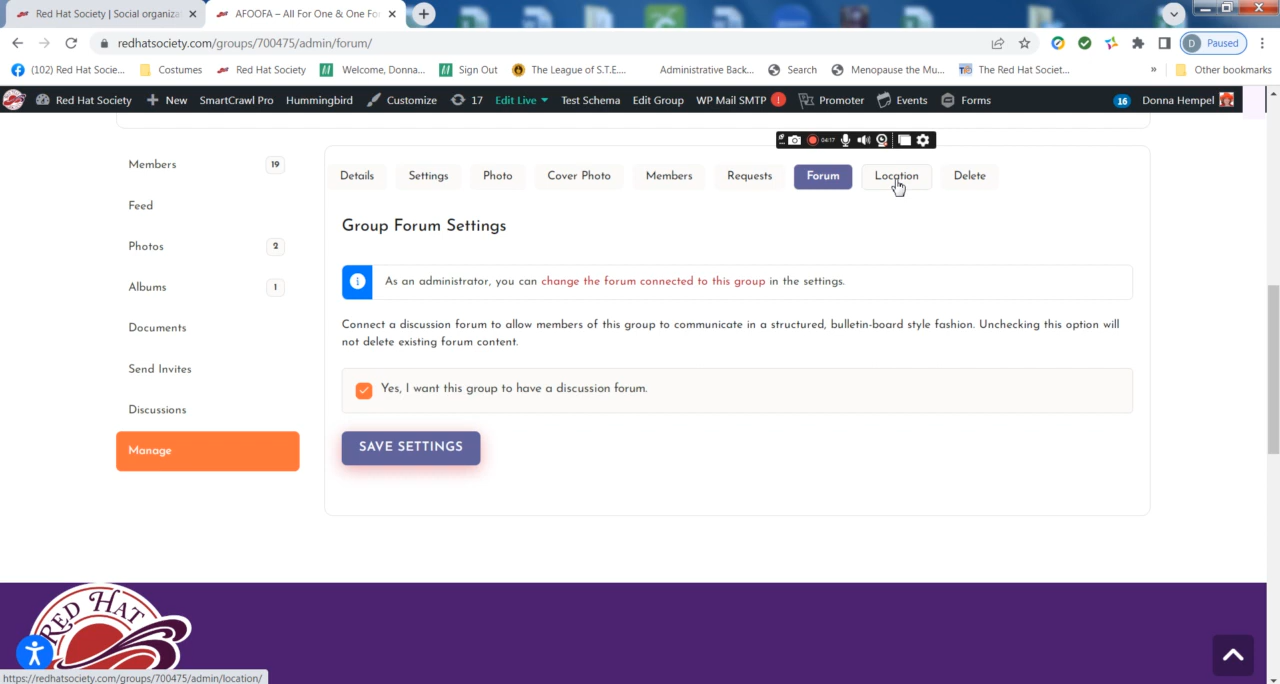 Red Hat Society | Social organiza
AFOOFA – All For One & One Fo
redhatsociety.com/groups/700475/admin/forum/
D Paused
(102) Red Hat Socie...
Costumes
Red Hat Society
Welcome, Donna...
Sign Out
The League of S.T.E....
Administrative Back...
Search
Menopause the Mu...
The Red Hat Societ...
»
Other bookmarks
Red Hat Society
New
SmartCrawl Pro
Hummingbird
Customize
17
Edit Live
Test Schema
Edit Group
WP Mail SMTP !
Promoter
Events
Forms
16
Donna Hempel
04:17
Members 19
Feed
Photos 2
Albums 1
Documents
Send Invites
Discussions
Manage
Details
Settings
Photo
Cover Photo
Members
Requests
Forum
Location
Delete
Group Forum Settings
As an administrator, you can change the forum connected to this group in the settings.
Connect a discussion forum to allow members of this group to communicate in a structured, bulletin-board style fashion. Unchecking this option will
not delete existing forum content.
Yes, I want this group to have a discussion forum.
SAVE SETTINGS
RED HAT
https://redhatsociety.com/groups/700475/admin/location/